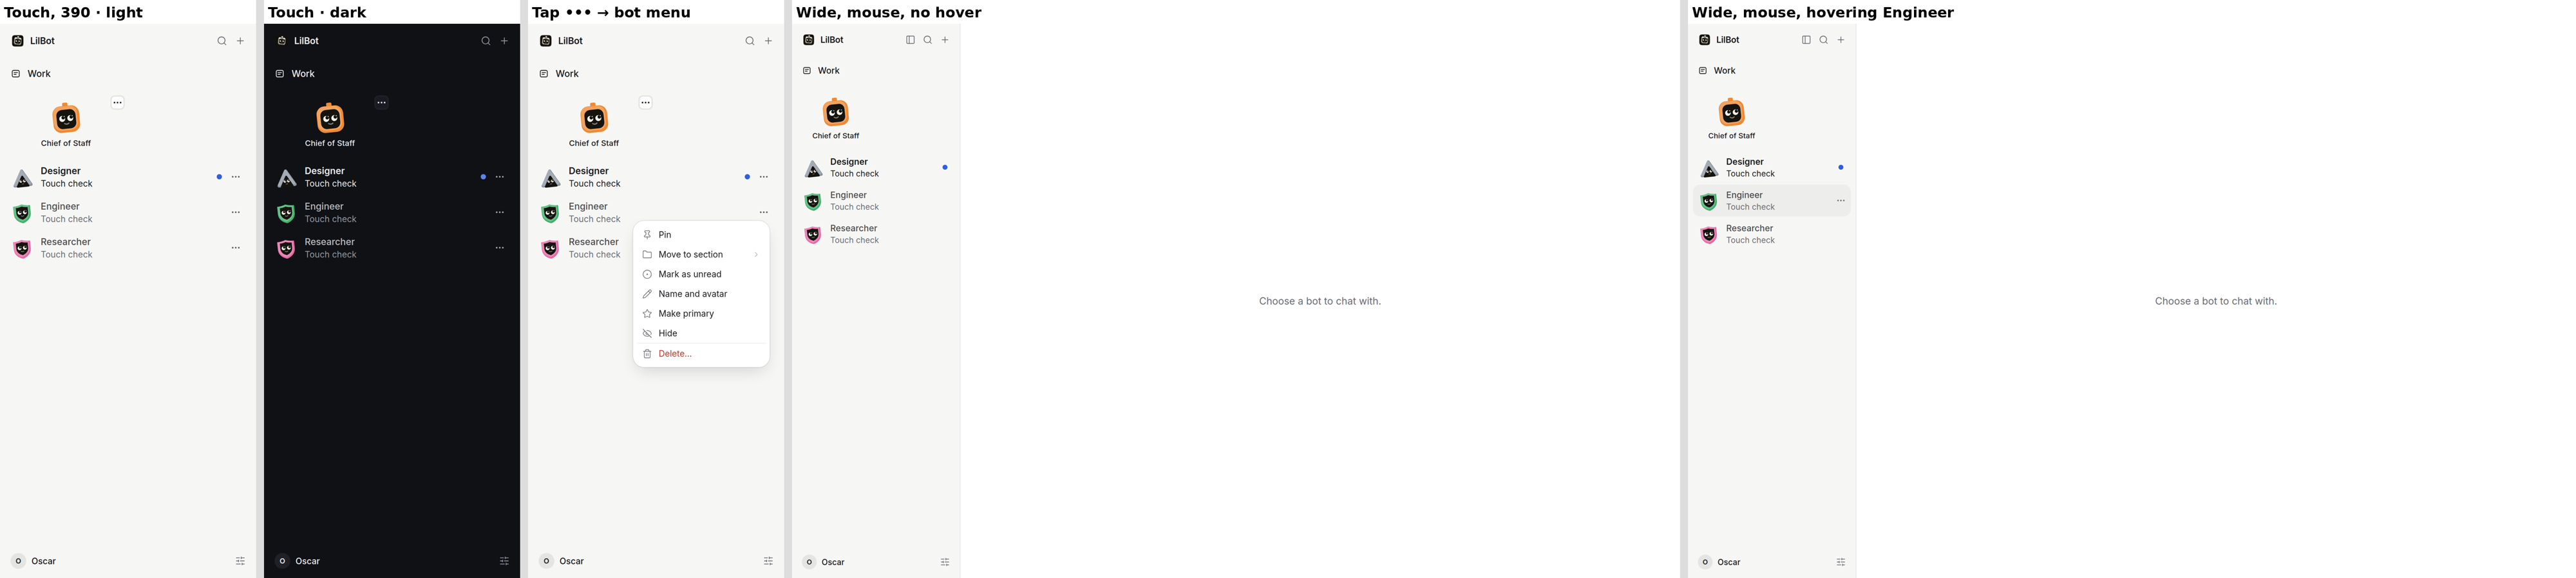 Touch, 390 · light
LilBot
Work
Chief of Staff
Designer
Touch check
Engineer
Touch check
Researcher
Touch check
O Oscar
Touch · dark
LilBot
Work
Chief of Staff
Designer
Touch check
Engineer
Touch check
Researcher
Touch check
O Oscar
Tap ••• → bot menu
LilBot
Work
Chief of Staff
Designer
Touch check
Engineer
Touch check
Researcher
Touch check
Pin
Move to section
Mark as unread
Name and avatar
Make primary
Hide
Delete...
O Oscar
Wide, mouse, no hover
LilBot
Work
Chief of Staff
Designer
Touch check
Engineer
Touch check
Researcher
Touch check
Choose a bot to chat with.
O Oscar
Wide, mouse, hovering Engineer
LilBot
Work
Chief of Staff
Designer
Touch check
Engineer
Touch check
Researcher
Touch check
Choose a bot to chat with.
O Oscar